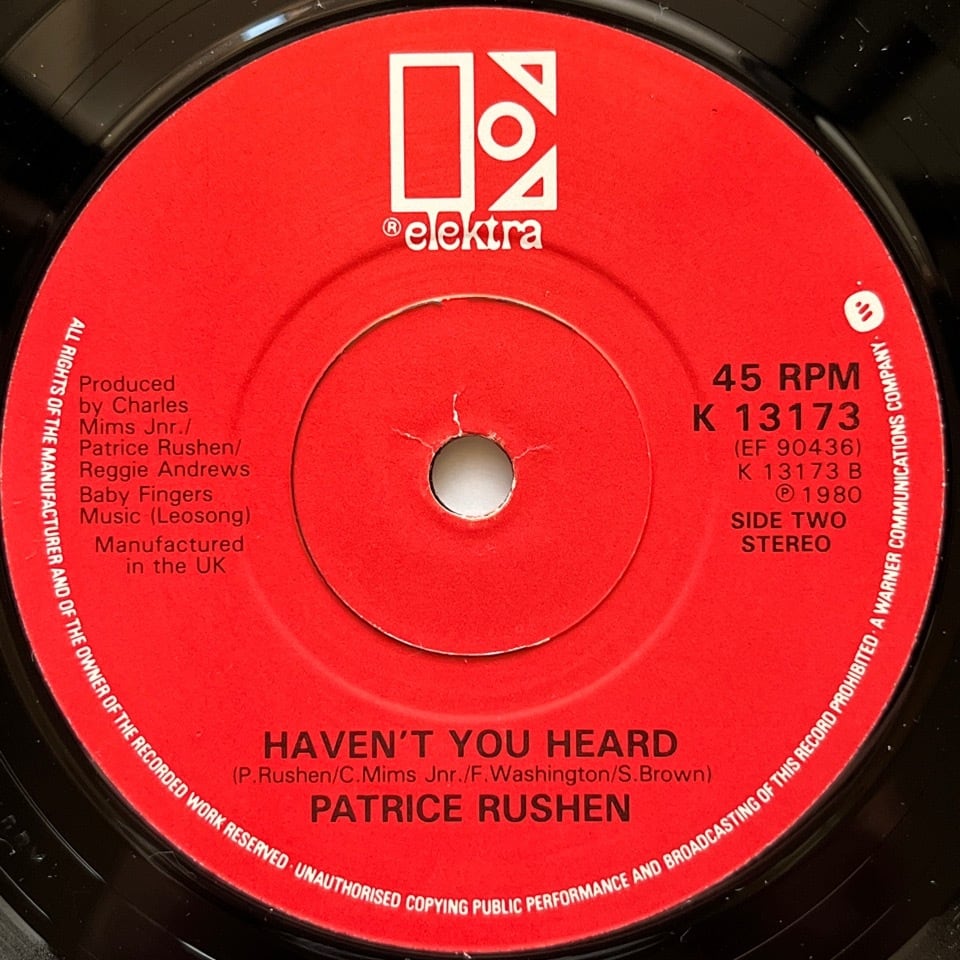 ® elektra
Produced
by Charles
Mims Jnr./
Patrice Rushen/
Reggie Andrews
Baby Fingers
Music (Leosong)
Manufactured
in the UK
45 RPM
K 13173
(EF 90436)
K 13173 B
℗ 1980
SIDE TWO
STEREO
HAVEN'T YOU HEARD
(P.Rushen/C.Mims Jnr./F.Washington/S.Brown)
PATRICE RUSHEN
ALL RIGHTS OF THE MANUFACTURER AND OF THE OWNER OF THE RECORDED WORK RESERVED · UNAUTHORISED COPYING PUBLIC PERFORMANCE AND BROADCASTING OF THIS RECORD PROHIBITED · A WARNER COMMUNICATIONS COMPANY ·